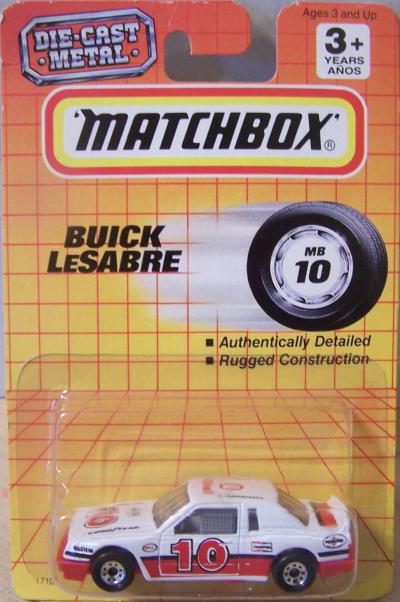 Ages 3 and Up
DIE-CAST
METAL
3+
YEARS
AÑOS
'MATCHBOX'®
BUICK
LESABRE
MB
10
■ Authentically Detailed
■ Rugged Construction
10
171